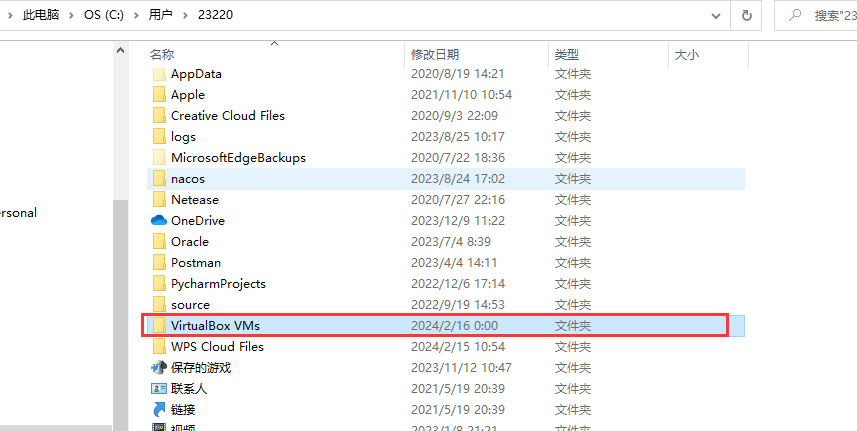 此电脑 > OS (C:) > 用户 > 23220 搜索"23
名称 修改日期 类型 大小
AppData 2020/8/19 14:21 文件夹
Apple 2021/11/10 10:54 文件夹
Creative Cloud Files 2020/9/3 22:09 文件夹
logs 2023/8/25 10:17 文件夹
MicrosoftEdgeBackups 2020/7/22 18:36 文件夹
nacos 2023/8/24 17:02 文件夹
Netease 2020/7/27 22:16 文件夹
ersonal OneDrive 2023/12/9 11:22 文件夹
Oracle 2023/7/4 8:39 文件夹
Postman 2023/4/4 14:11 文件夹
PycharmProjects 2022/12/6 17:14 文件夹
source 2022/9/19 14:53 文件夹
VirtualBox VMs 2024/2/16 0:00 文件夹
WPS Cloud Files 2024/2/15 10:54 文件夹
保存的游戏 2023/11/12 10:47 文件夹
联系人 2021/5/19 20:39 文件夹
链接 2021/5/19 20:39 文件夹
视频 2023/1/8 21:21 文件夹